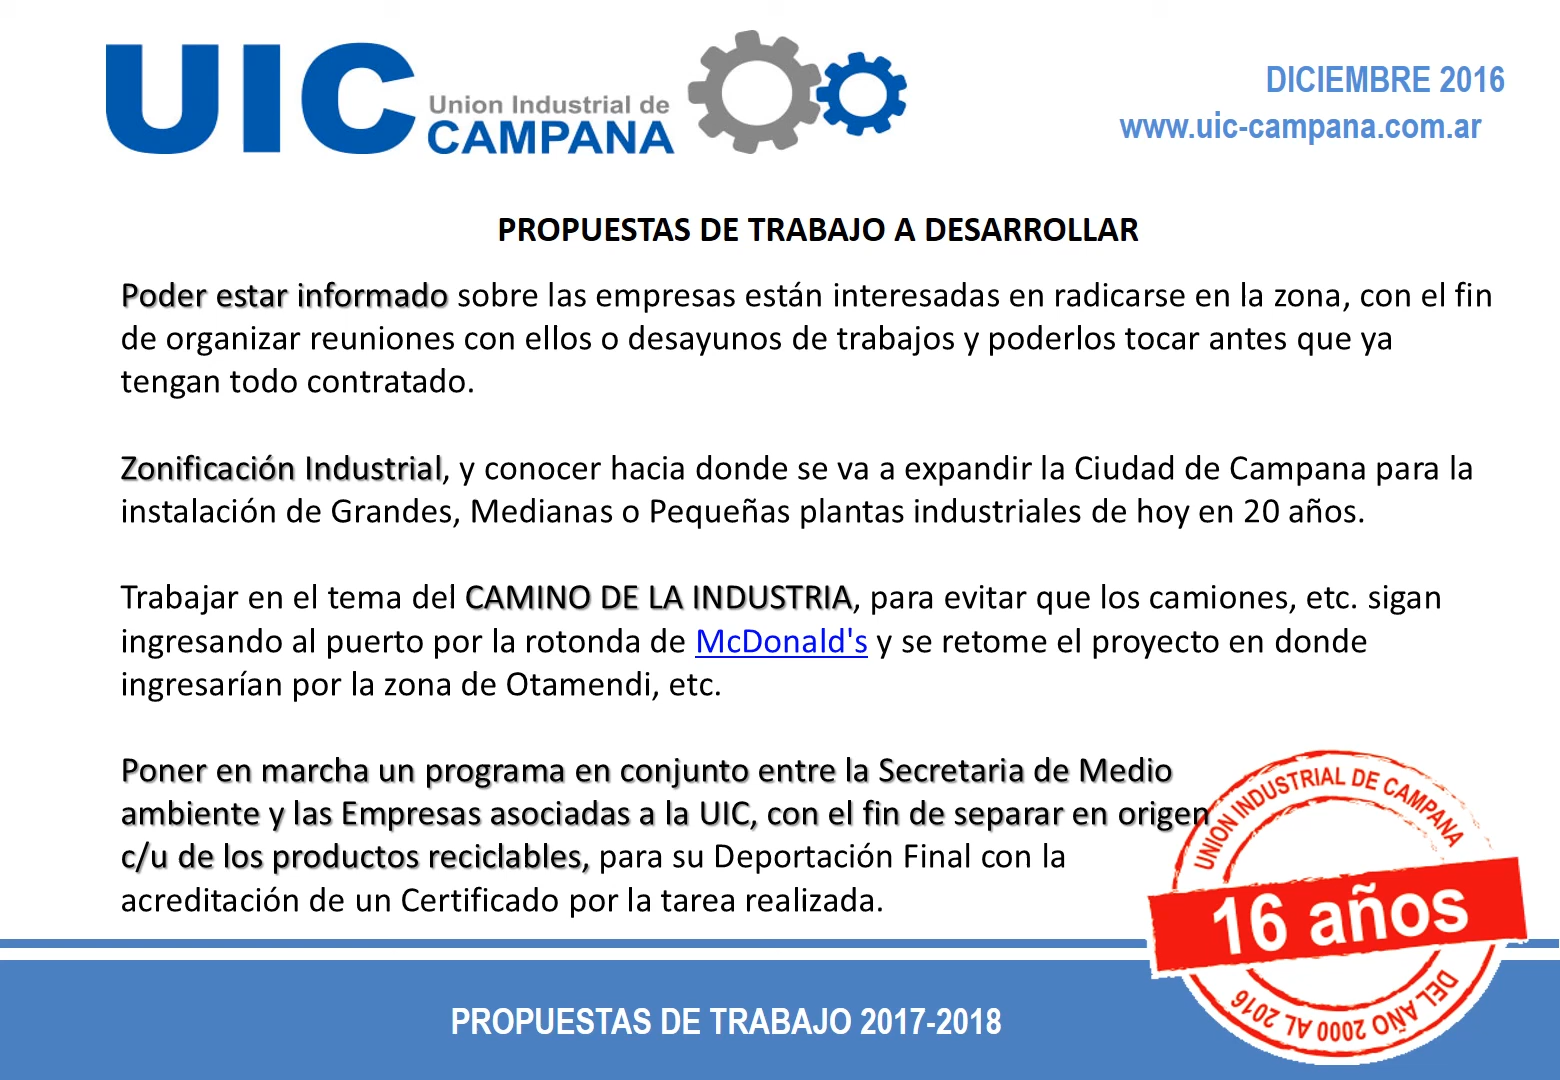 UIC Union Industrial de
CAMPANA
DICIEMBRE 2016
www.uic-campana.com.ar
PROPUESTAS DE TRABAJO A DESARROLLAR
Poder estar informado sobre las empresas están interesadas en radicarse en la zona, con el fin
de organizar reuniones con ellos o desayunos de trabajos y poderlos tocar antes que ya
tengan todo contratado.
Zonificación Industrial, y conocer hacia donde se va a expandir la Ciudad de Campana para la
instalación de Grandes, Medianas o Pequeñas plantas industriales de hoy en 20 años.
Trabajar en el tema del CAMINO DE LA INDUSTRIA, para evitar que los camiones, etc. sigan
ingresando al puerto por la rotonda de McDonald's y se retome el proyecto en donde
ingresarían por la zona de Otamendi, etc.
Poner en marcha un programa en conjunto entre la Secretaria de Medio
ambiente y las Empresas asociadas a la UIC, con el fin de separar en origen
c/u de los productos reciclables, para su Deportación Final con la
acreditación de un Certificado por la tarea realizada.
UNION INDUSTRIAL DE CAMPANA
16 años
DEL AÑO 2000 AL 2016
PROPUESTAS DE TRABAJO 2017-2018